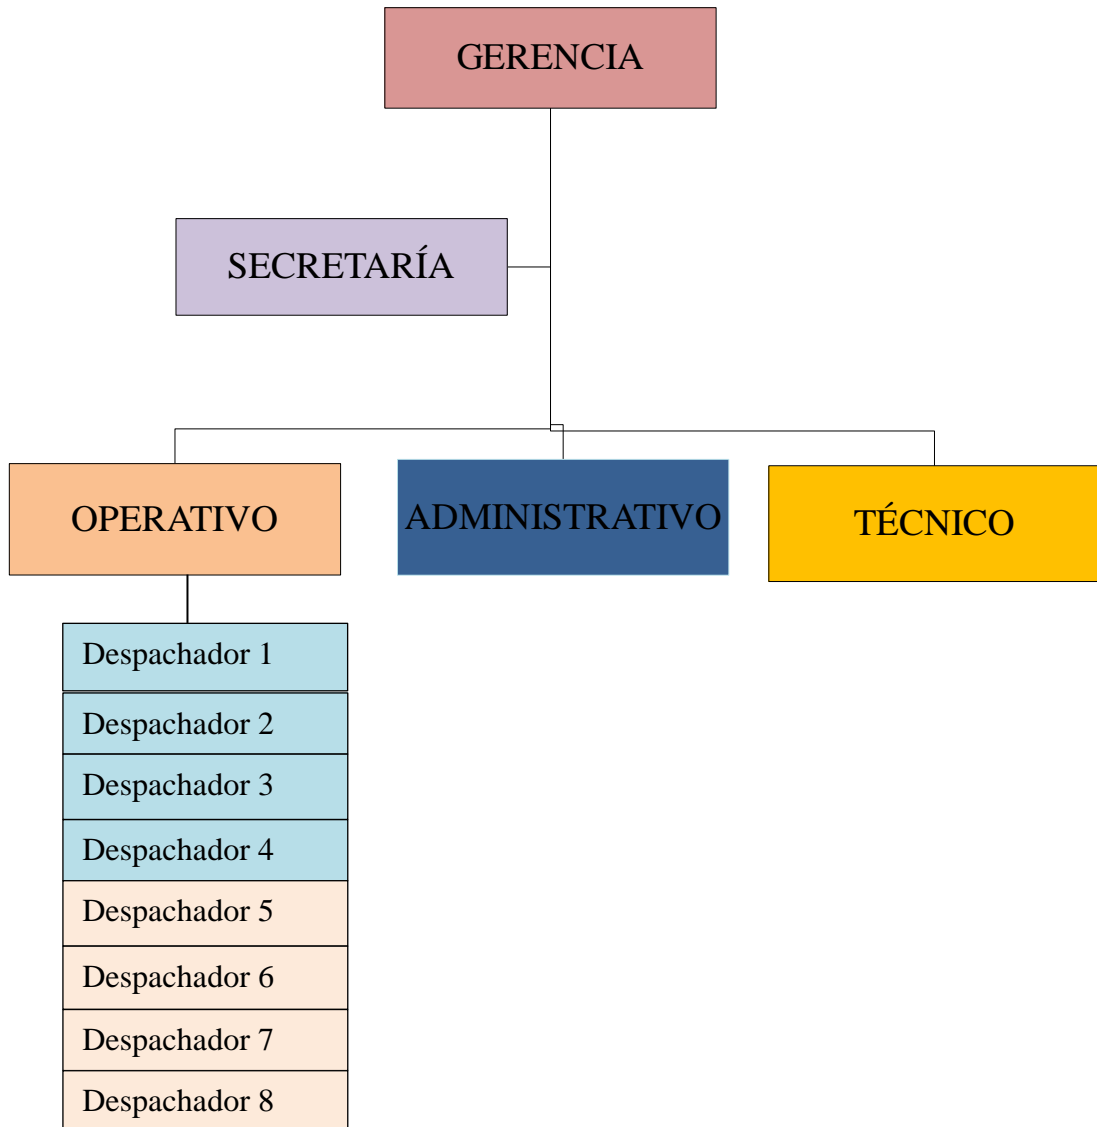 GERENCIA
SECRETARÍA
OPERATIVO
ADMINISTRATIVO
TÉCNICO
Despachador 1
Despachador 2
Despachador 3
Despachador 4
Despachador 5
Despachador 6
Despachador 7
Despachador 8